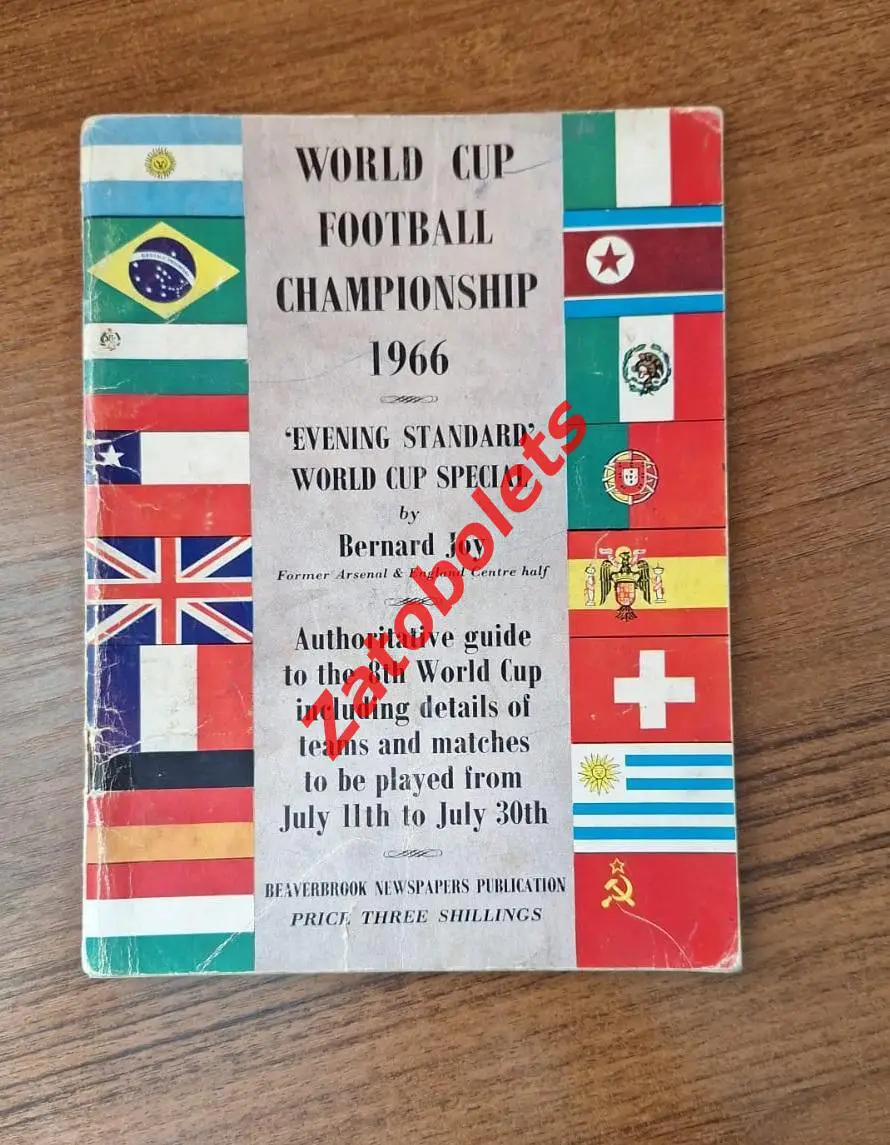 WORLD CUP
FOOTBALL
CHAMPIONSHIP
1966
'EVENING STANDARD'
WORLD CUP SPECIAL
by
Bernard Joy
Former Arsenal & England Centre half
Authoritative guide
to the 8th World Cup
including details of
teams and matches
to be played from
July 11th to July 30th
BEAVERBROOK NEWSPAPERS PUBLICATION
PRICE THREE SHILLINGS
Zatobolets